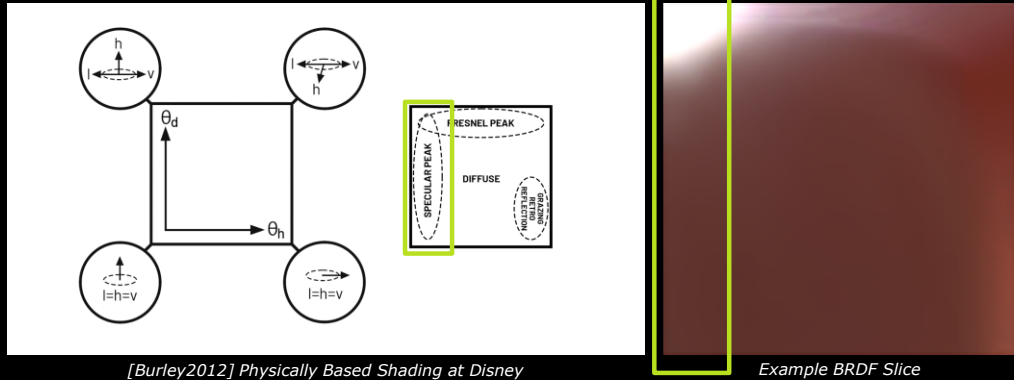 h
l
v
l
v
h
θd
θh
l=h=v
l=h=v
FRESNEL PEAK
SPECULAR PEAK
DIFFUSE
GRAZING
RETRO
REFLECTION
[Burley2012] Physically Based Shading at Disney
Example BRDF Slice